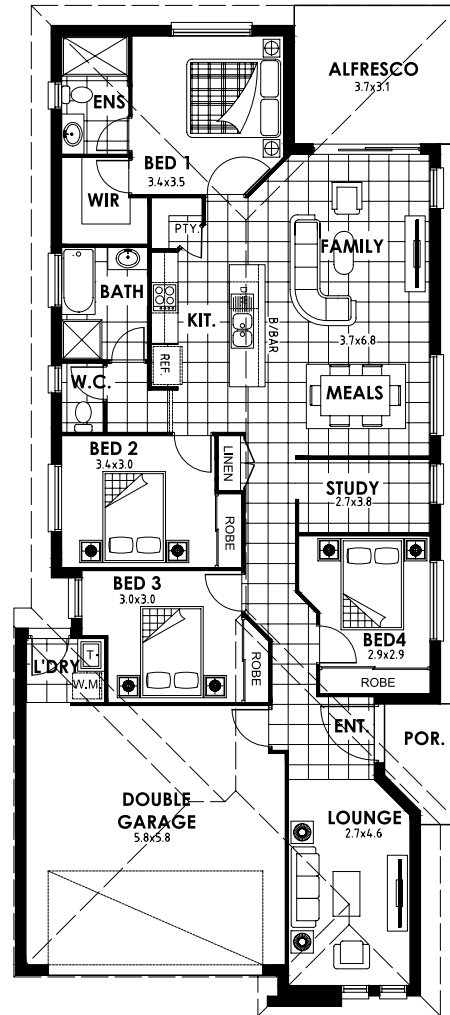 ALFRESCO
3.7x3.1
ENS
BED 1
3.4x3.5
WIR
PTY.
FAMILY
BATH
KIT.
B/BAR
3.7x6.8
REF.
W.C.
MEALS
BED 2
3.4x3.0
LINEN
STUDY
2.7x3.8
ROBE
BED 3
3.0x3.0
BED4
2.9x2.9
L'DRY
T
W.M
ROBE
ROBE
ENT.
POR.
DOUBLE
GARAGE
5.8x5.8
LOUNGE
2.7x4.6